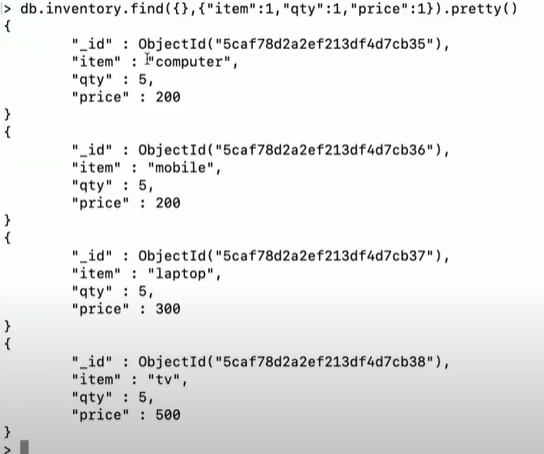 > db.inventory.find({},{"item":1,"qty":1,"price":1}).pretty()
{
"_id" : ObjectId("5caf78d2a2ef213df4d7cb35"),
"item" : "computer",
"qty" : 5,
"price" : 200
}
{
"_id" : ObjectId("5caf78d2a2ef213df4d7cb36"),
"item" : "mobile",
"qty" : 5,
"price" : 200
}
{
"_id" : ObjectId("5caf78d2a2ef213df4d7cb37"),
"item" : "laptop",
"qty" : 5,
"price" : 300
}
{
"_id" : ObjectId("5caf78d2a2ef213df4d7cb38"),
"item" : "tv",
"qty" : 5,
"price" : 500
}
>